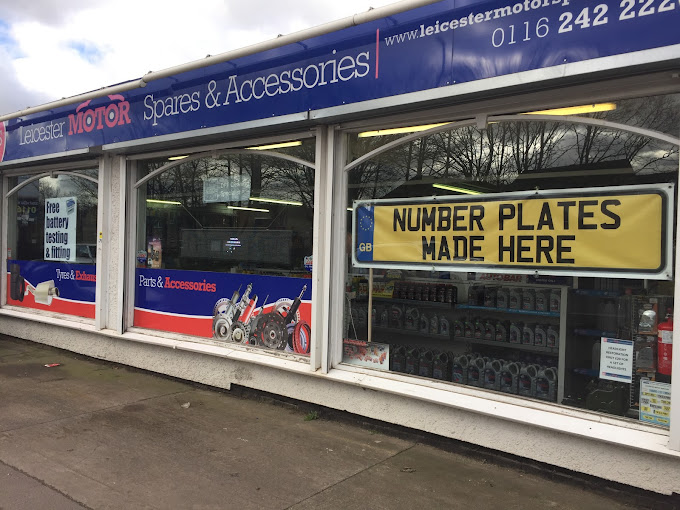 www.leicestermotorsp
0116 242 222
Leicester MOTOR Spares & Accessories
Free
battery
testing
& fitting
Tyres & Exhau
Parts & Accessories
GB
NUMBER PLATES
MADE HERE